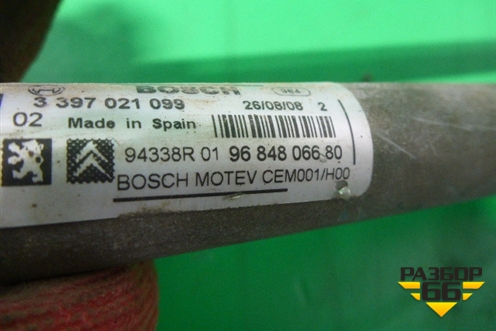 BOSCH
3 397 021 099
26/08/08 2
02 Made in Spain
94338R 01 96 848 066 80
BOSCH MOTEV CEM001/H00
РАЗБОР
66